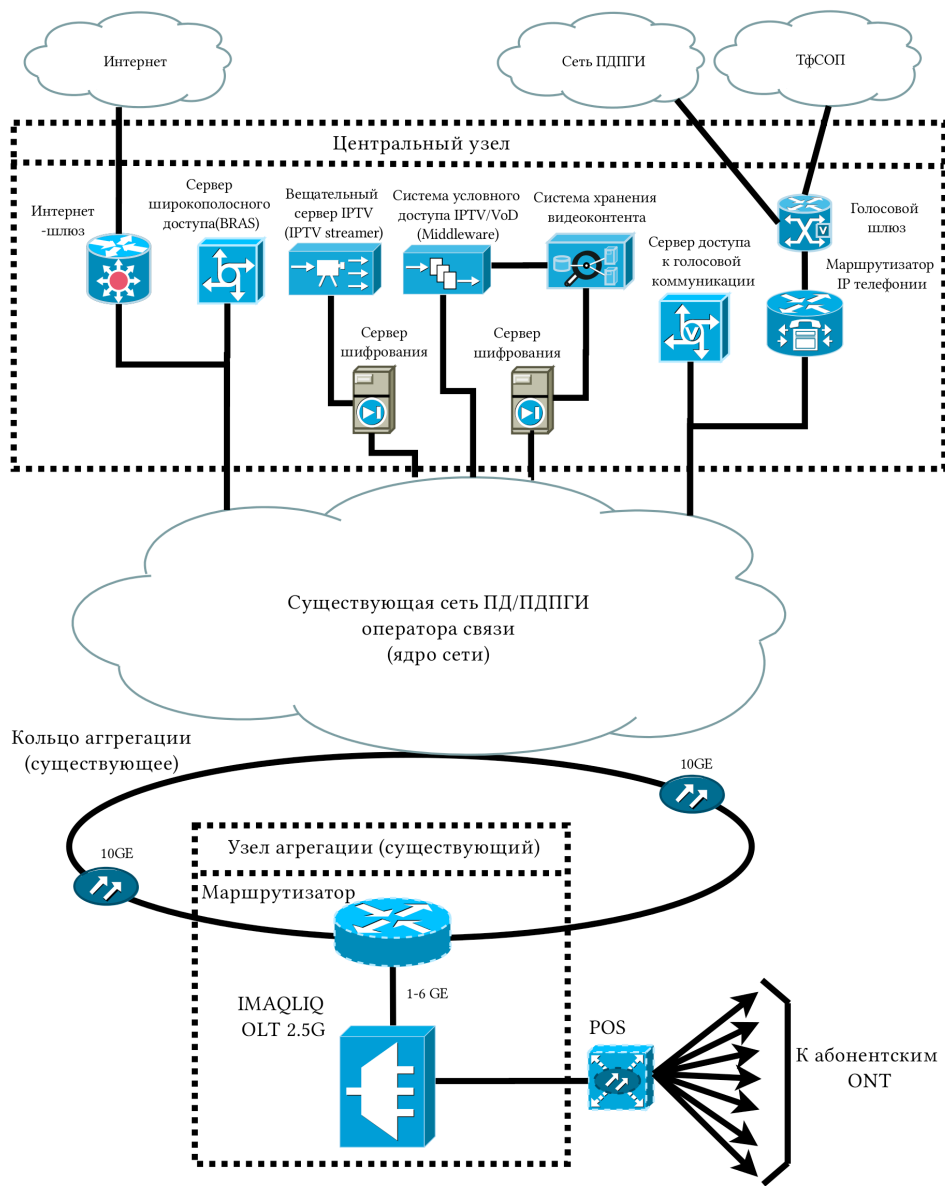 Интернет
Сеть ПДПГИ
ТфСОП
Центральный узел
Интернет
-шлюз
Сервер
широкополосного
доступа(BRAS)
Вещательный
сервер IPTV
(IPTV streamer)
Система условного
доступа IPTV/VoD
(Middleware)
Система хранения
видеоконтента
Сервер доступа
к голосовой
коммуникации
Голосовой
шлюз
Маршрутизатор
IP телефонии
V
V
Сервер
шифрования
Сервер
шифрования
Существующая сеть ПД/ПДПГИ
оператора связи
(ядро сети)
Кольцо аггрегации
(существующее)
10GE
10GE
Узел агрегации (существующий)
Маршрутизатор
1-6 GE
IMAQLIQ
OLT 2.5G
POS
К абонентским
ONT